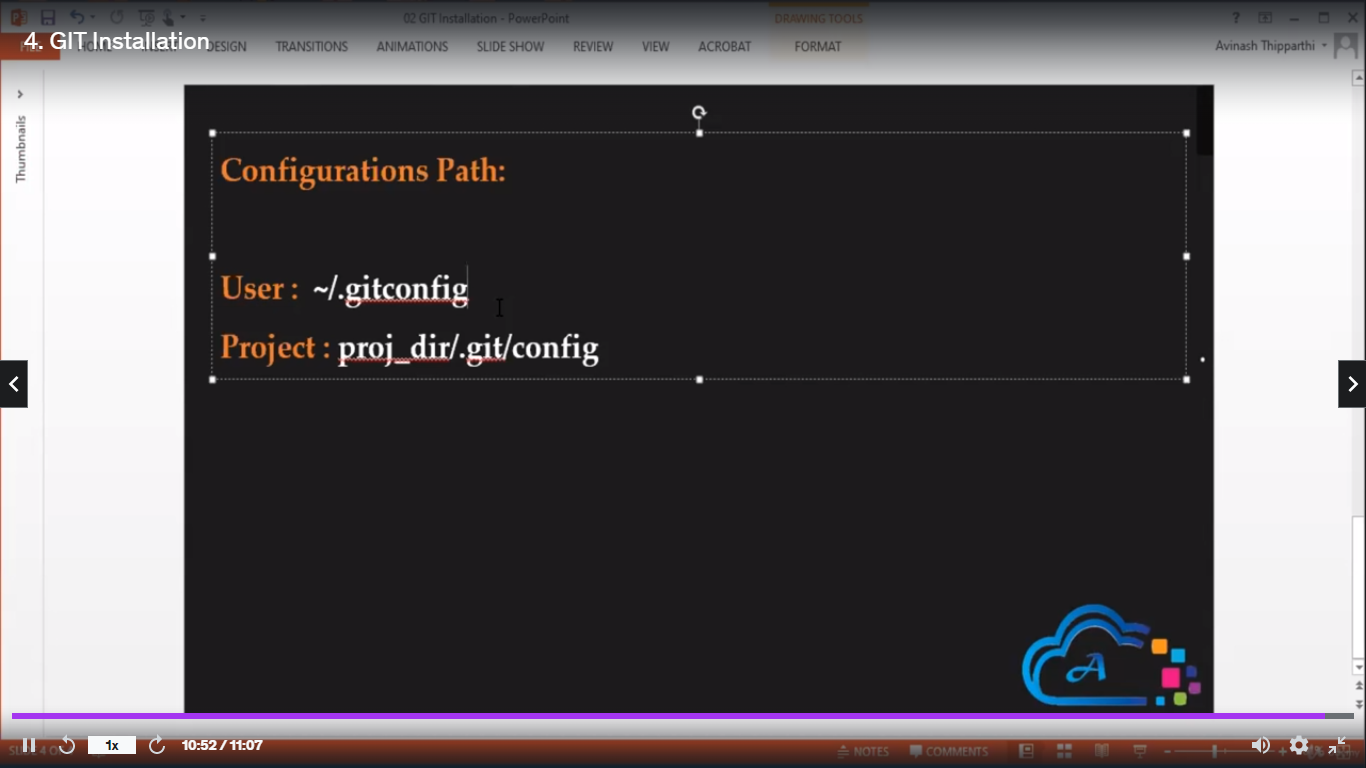 02 GIT Installation - PowerPoint
DRAWING TOOLS
?
4. GIT Installation
DESIGN
TRANSITIONS
ANIMATIONS
SLIDE SHOW
REVIEW
VIEW
ACROBAT
FORMAT
Avinash Thipparthi
Thumbnails
Configurations Path:
User : ~/.gitconfig
Project : proj_dir/.git/config
.
A
1x
10:52 / 11:07
NOTES
COMMENTS